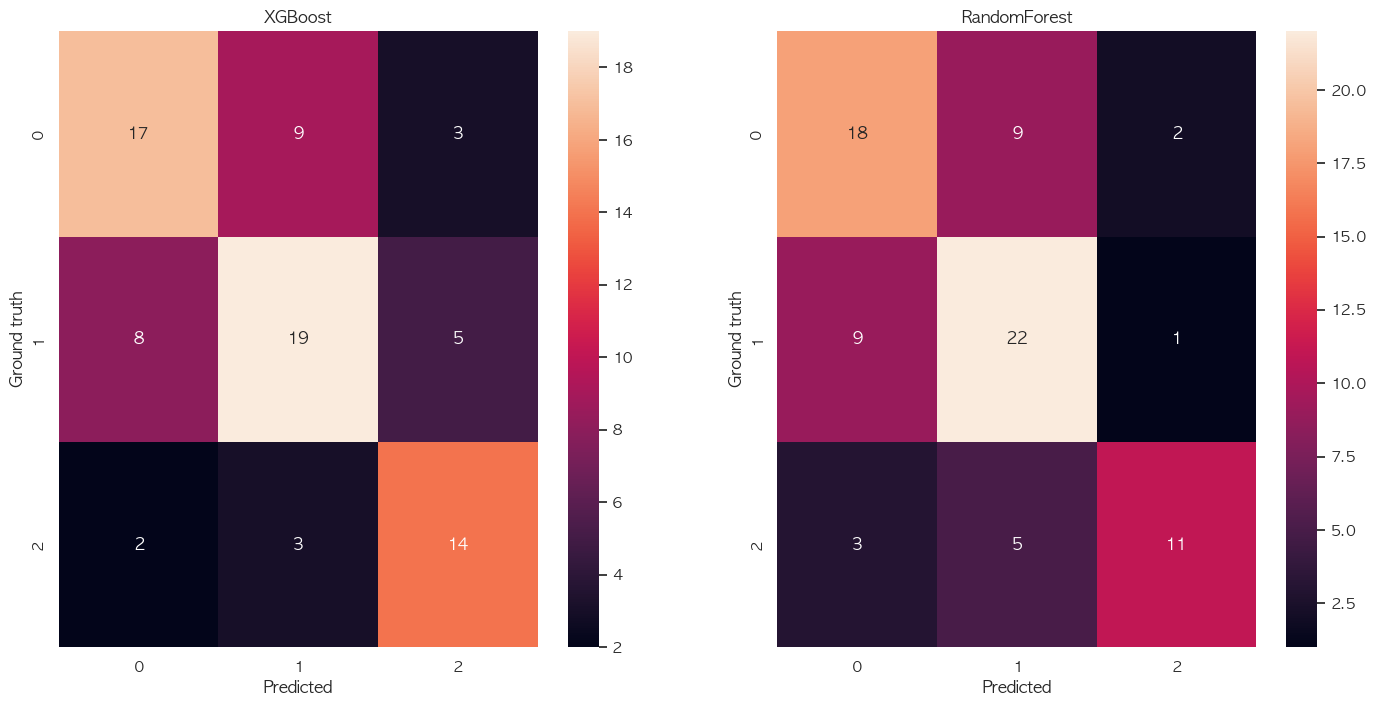 XGBoost
0 17 9 3
1 8 19 5
2 2 3 14
0 1 2
Predicted
Ground truth
18
16
14
12
10
8
6
4
2
RandomForest
0 18 9 2
1 9 22 1
2 3 5 11
0 1 2
Predicted
Ground truth
20.0
17.5
15.0
12.5
10.0
7.5
5.0
2.5